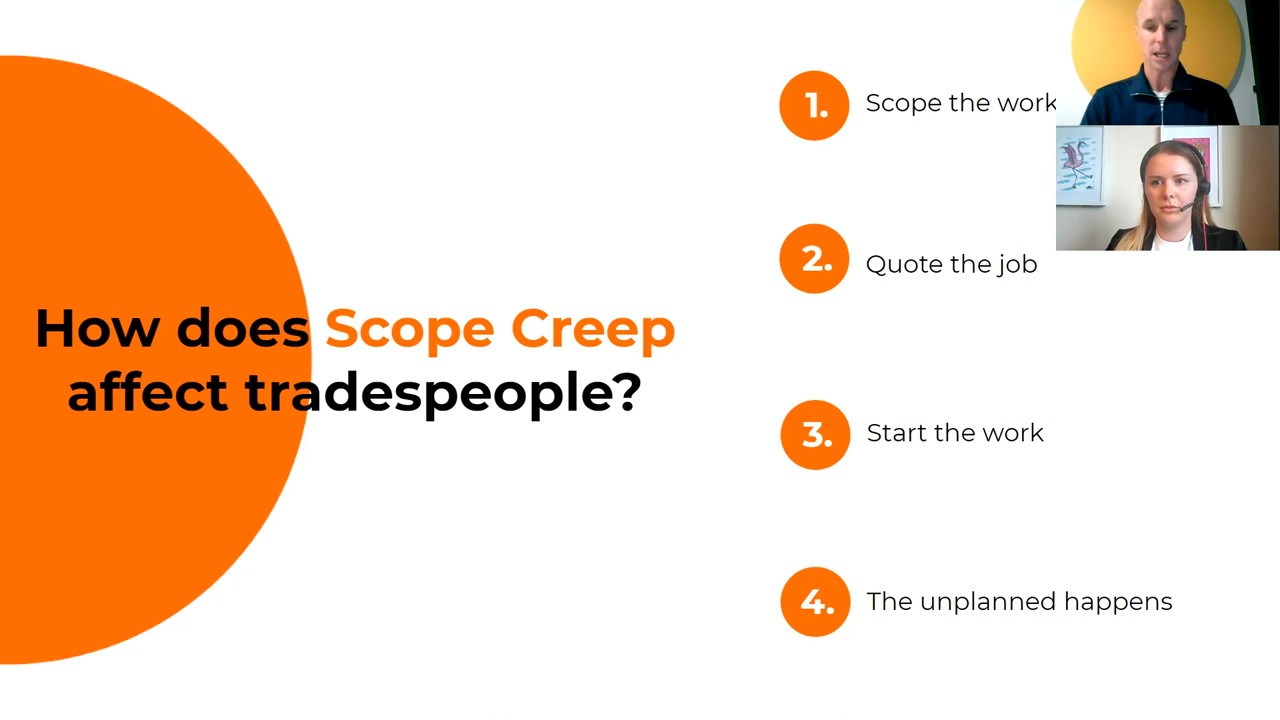 How does Scope Creep
affect tradespeople?
1. Scope the work
2. Quote the job
3. Start the work
4. The unplanned happens